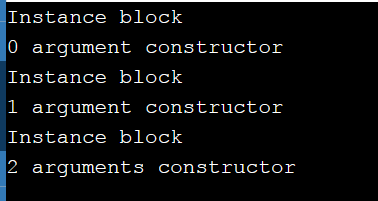 Instance block
0 argument constructor
Instance block
1 argument constructor
Instance block
2 arguments constructor